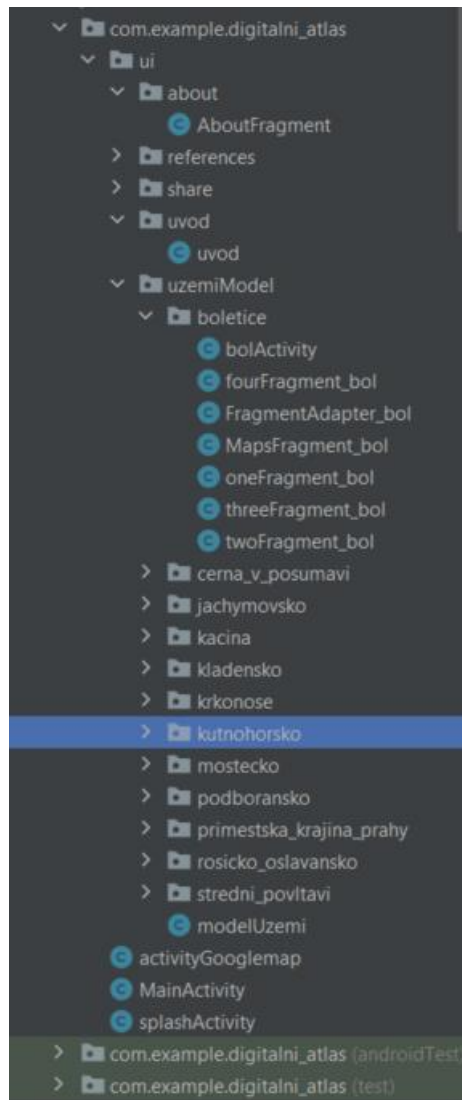 com.example.digitalni_atlas
ui
about
AboutFragment
references
share
uvod
uvod
uzemiModel
boletice
bolActivity
fourFragment_bol
FragmentAdapter_bol
MapsFragment_bol
oneFragment_bol
threeFragment_bol
twoFragment_bol
cerna_v_posumavi
jachymovsko
kacina
kladensko
krkonose
kutnohorsko
mostecko
podboransko
primestska_krajina_prahy
rosicko_oslavansko
stredni_povltavi
modelUzemi
activityGooglemap
MainActivity
splashActivity
com.example.digitalni_atlas (androidTest)
com.example.digitalni_atlas (test)